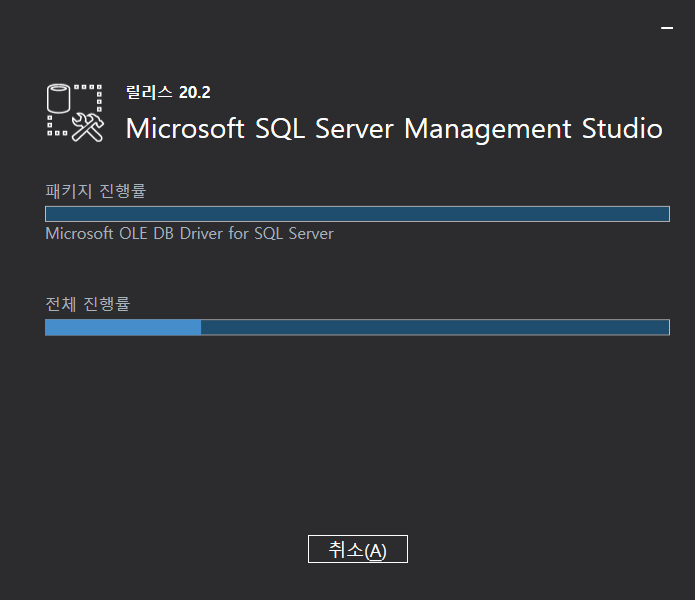 릴리스 20.2
Microsoft SQL Server Management Studio
패키지 진행률
Microsoft OLE DB Driver for SQL Server
전체 진행률
취소(A)